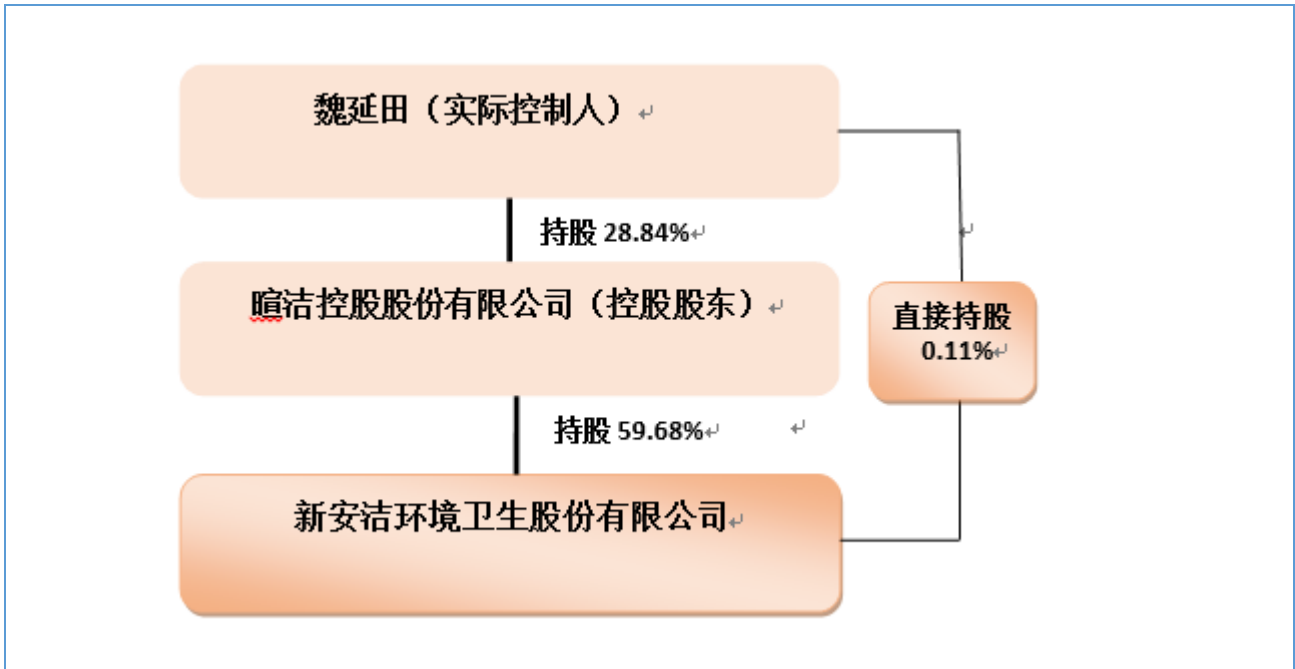 魏延田（实际控制人）
持股 28.84%
暄洁控股股份有限公司（控股股东）
直接持股
0.11%
持股 59.68%
新安洁环境卫生股份有限公司